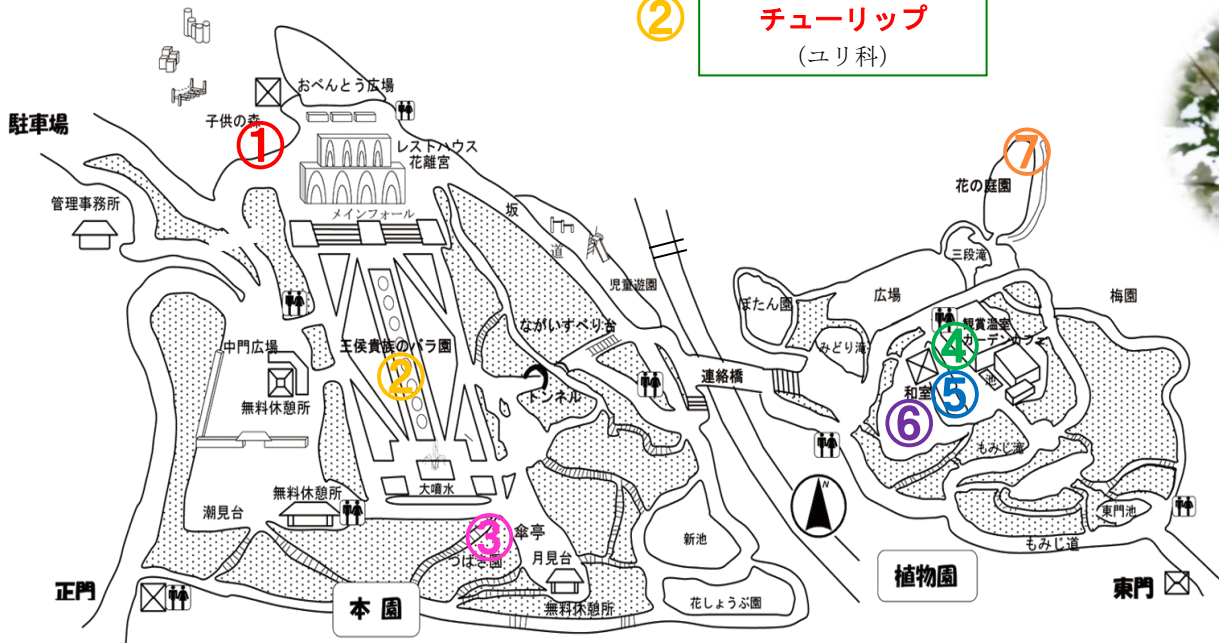 ②
チューリップ
(ユリ科)
おべんとう広場
駐車場
子供の森
①
レストハウス
花離宮
⑦
花の庭園
管理事務所
メインフォール
坂
道
三段滝
児童遊園
広場
梅園
ぼたん園
ながいすべり台
観賞温室
ガーデンカフェ
④
中門広場
王侯貴族のバラ園
②
みどり滝
連絡橋
池
無料休憩所
トンネル
和室
⑤
⑥
もみじ滝
大噴水
無料休憩所
潮見台
N
東門池
③
傘亭
つばき園
月見台
新池
もみじ道
正門
本園
無料休憩所
花しょうぶ園
植物園
東門